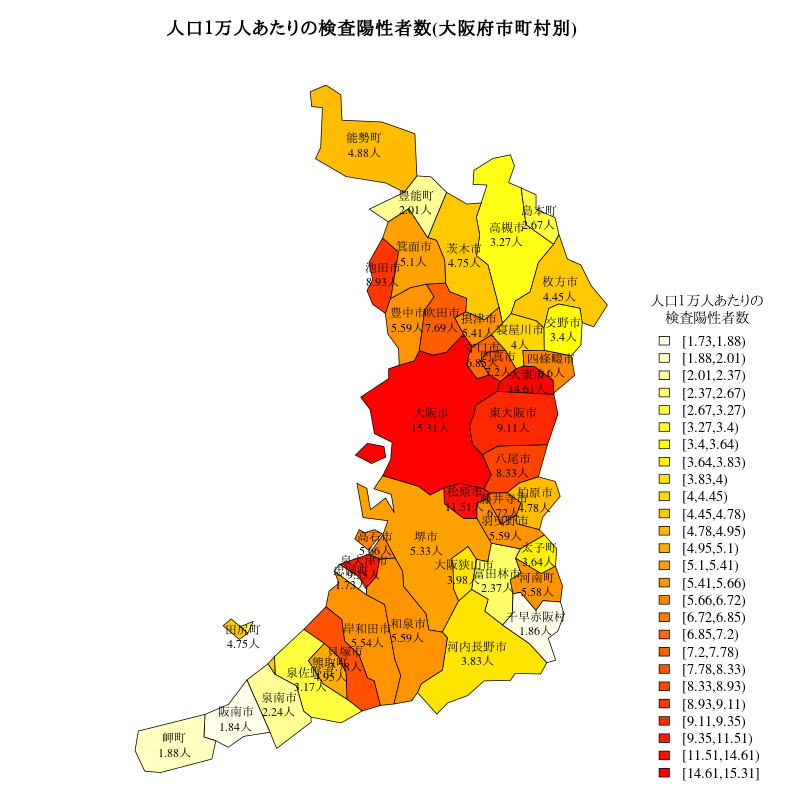 人口1万人あたりの検査陽性者数(大阪府市町村別)
能勢町
4.88人
豊能町
2.01人
島本町
2.67人
高槻市
3.27人
箕面市
5.1人
茨木市
4.75人
池田市
8.93人
枚方市
4.45人
豊中市
5.59人
吹田市
7.69人
摂津市
5.41人
交野市
3.4人
寝屋川市
4人
守口市
6.85人
門真市
7.2人
四條畷市
6.6人
大東市
14.61人
大阪市
15.31人
東大阪市
9.11人
八尾市
8.33人
松原市
11.51人
柏原市
4.78人
藤井寺市
6.72人
羽曳野市
5.59人
高石市
5.66人
堺市
5.33人
太子町
3.64人
泉大津市
9.35人
忠岡町
1.73人
大阪狭山市
3.98人
富田林市
2.37人
河南町
5.58人
千早赤阪村
1.86人
田尻町
4.75人
岸和田市
5.54人
和泉市
5.59人
河内長野市
3.83人
貝塚市
7.78人
熊取町
4.95人
泉佐野市
3.17人
泉南市
2.24人
阪南市
1.84人
岬町
1.88人
人口1万人あたりの
検査陽性者数
[1.73,1.88)
[1.88,2.01)
[2.01,2.37)
[2.37,2.67)
[2.67,3.27)
[3.27,3.4)
[3.4,3.64)
[3.64,3.83)
[3.83,4)
[4,4.45)
[4.45,4.78)
[4.78,4.95)
[4.95,5.1)
[5.1,5.41)
[5.41,5.66)
[5.66,6.72)
[6.72,6.85)
[6.85,7.2)
[7.2,7.78)
[7.78,8.33)
[8.33,8.93)
[8.93,9.11)
[9.11,9.35)
[9.35,11.51)
[11.51,14.61)
[14.61,15.31]